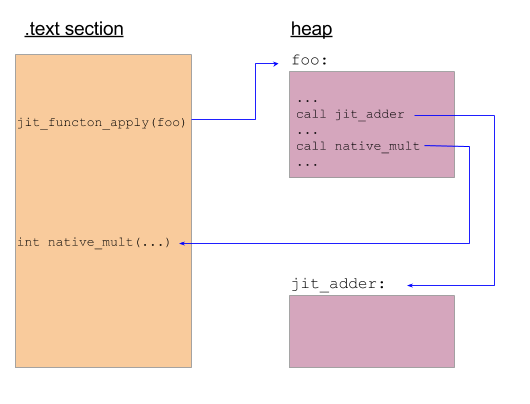 .text section
jit_functon_apply(foo)
int native_mult(...)
heap
foo:
...
call jit_adder
...
call native_mult
...
jit_adder: